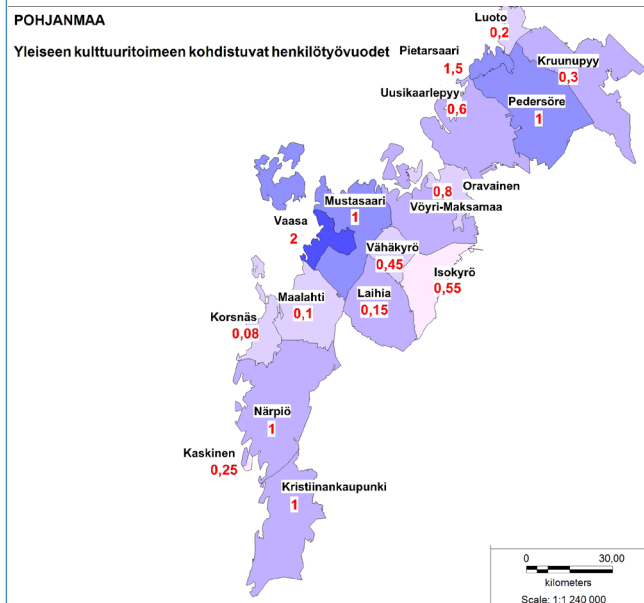 POHJANMAA
Yleiseen kulttuuritoimeen kohdistuvat henkilötyövuodet
Luoto
0,2
Pietarsaari
1,5
Kruunupyy
0,3
Uusikaarlepyy
0,6
Pedersöre
1
Oravainen
0,8
Vöyri-Maksamaa
Mustasaari
1
Vaasa
2
Vähäkyrö
0,45
Isokyrö
0,55
Maalahti
0,1
Laihia
0,15
Korsnäs
0,08
Närpiö
1
Kaskinen
0,25
Kristiinankaupunki
1
0 30,00
kilometers
Scale: 1:1 240 000